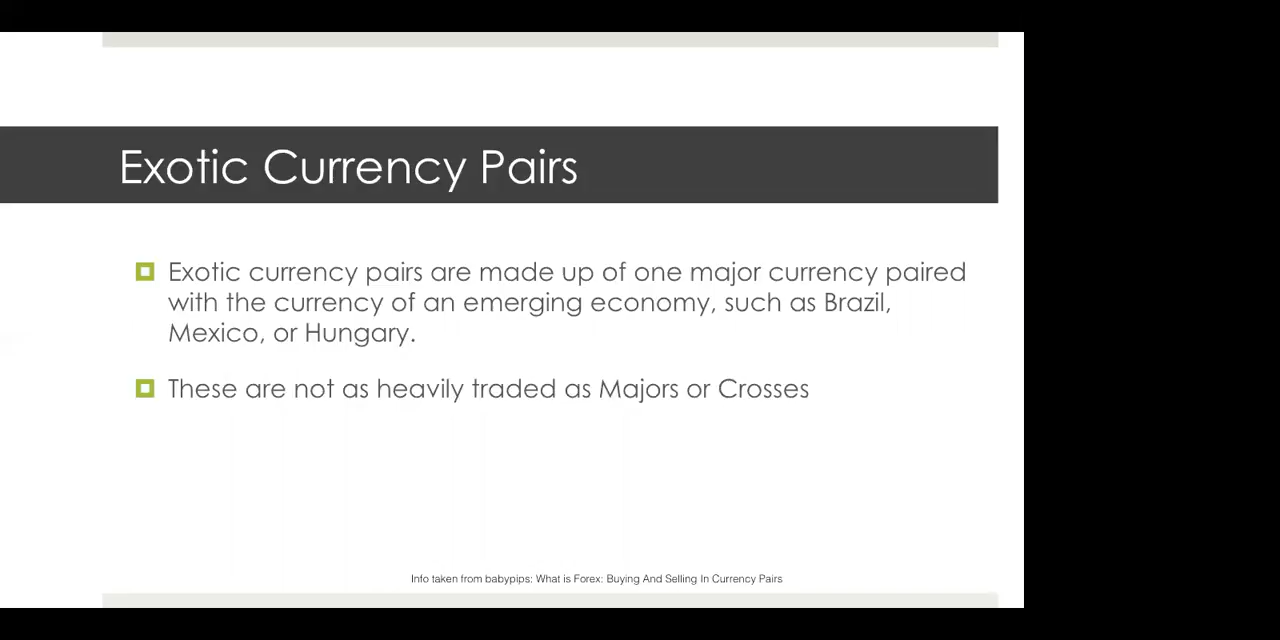 Exotic Currency Pairs
Exotic currency pairs are made up of one major currency paired
with the currency of an emerging economy, such as Brazil,
Mexico, or Hungary.
These are not as heavily traded as Majors or Crosses
Info taken from babypips: What is Forex: Buying And Selling In Currency Pairs